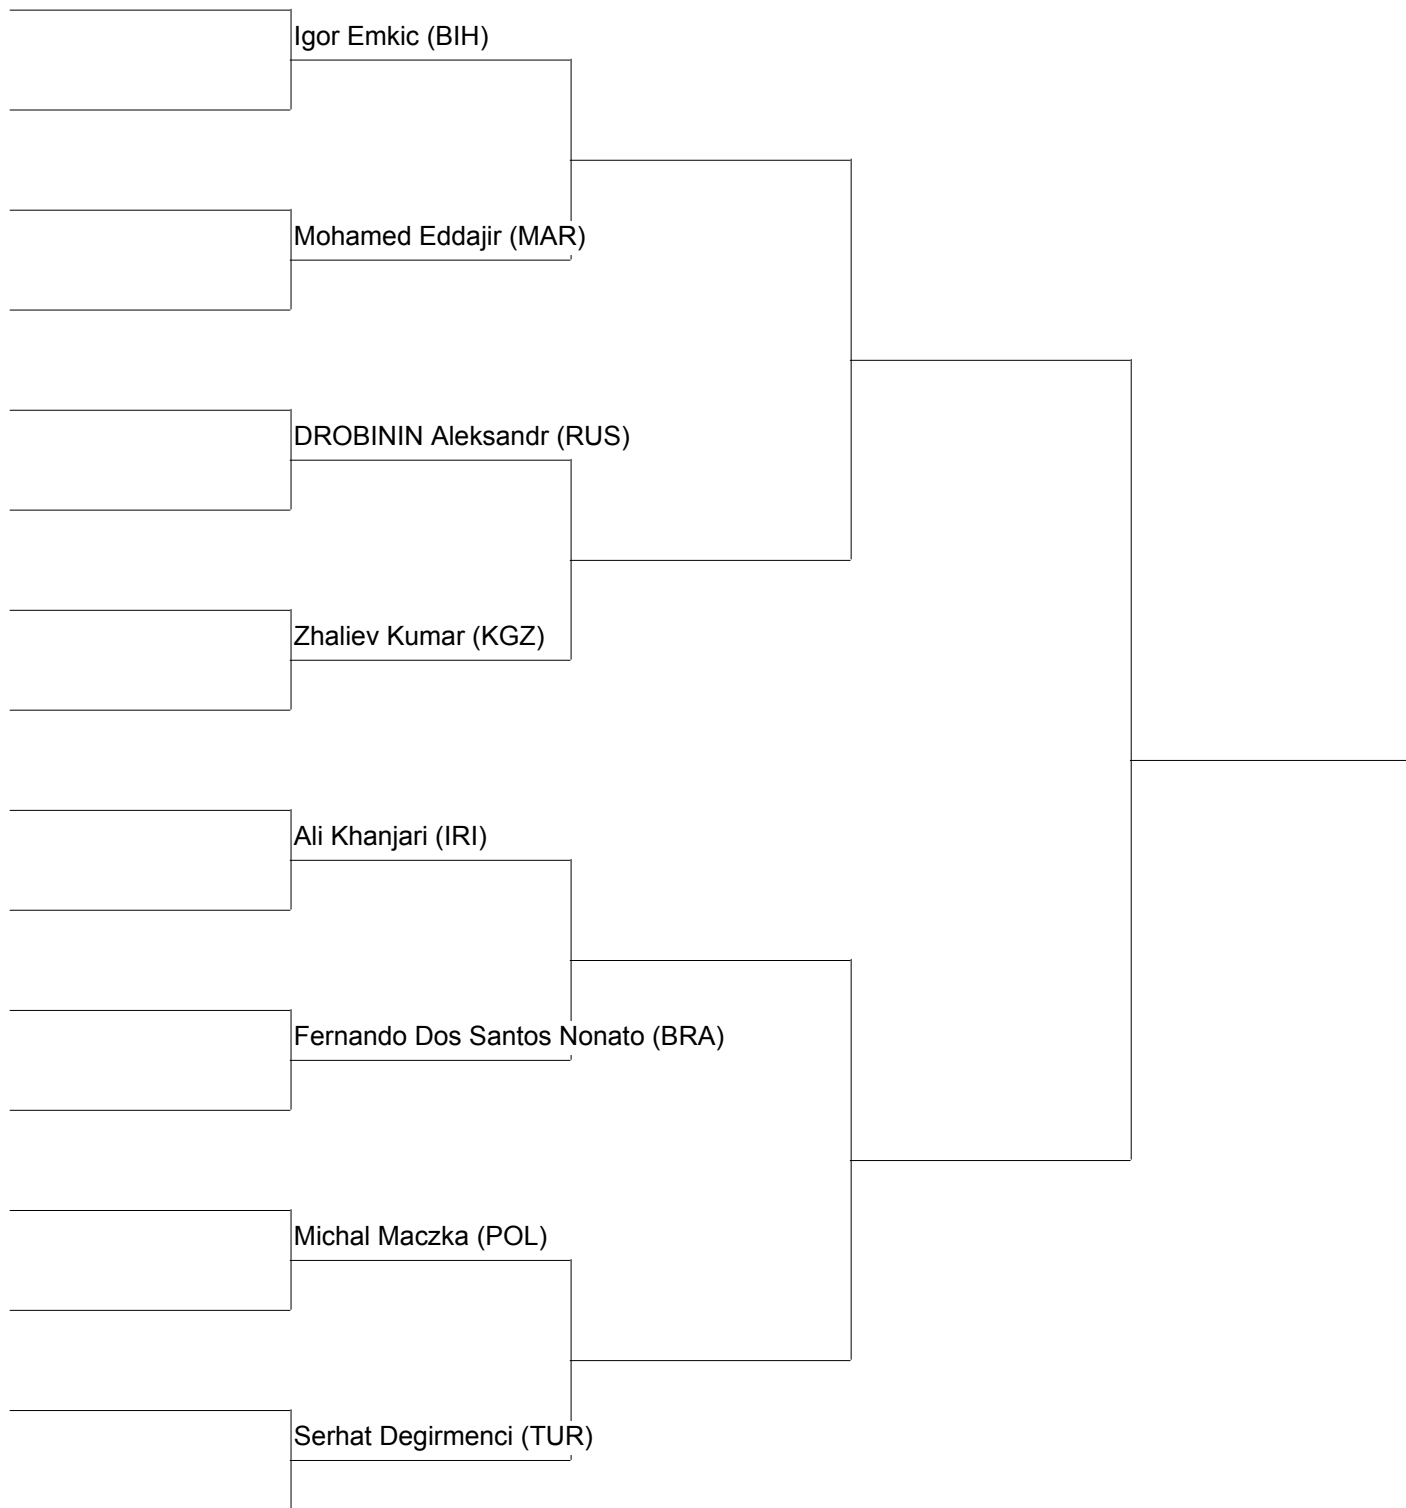 Igor Emkic (BIH)
Mohamed Eddajir (MAR)
DROBININ Aleksandr (RUS)
Zhaliev Kumar (KGZ)
Ali Khanjari (IRI)
Fernando Dos Santos Nonato (BRA)
Michal Maczka (POL)
Serhat Degirmenci (TUR)